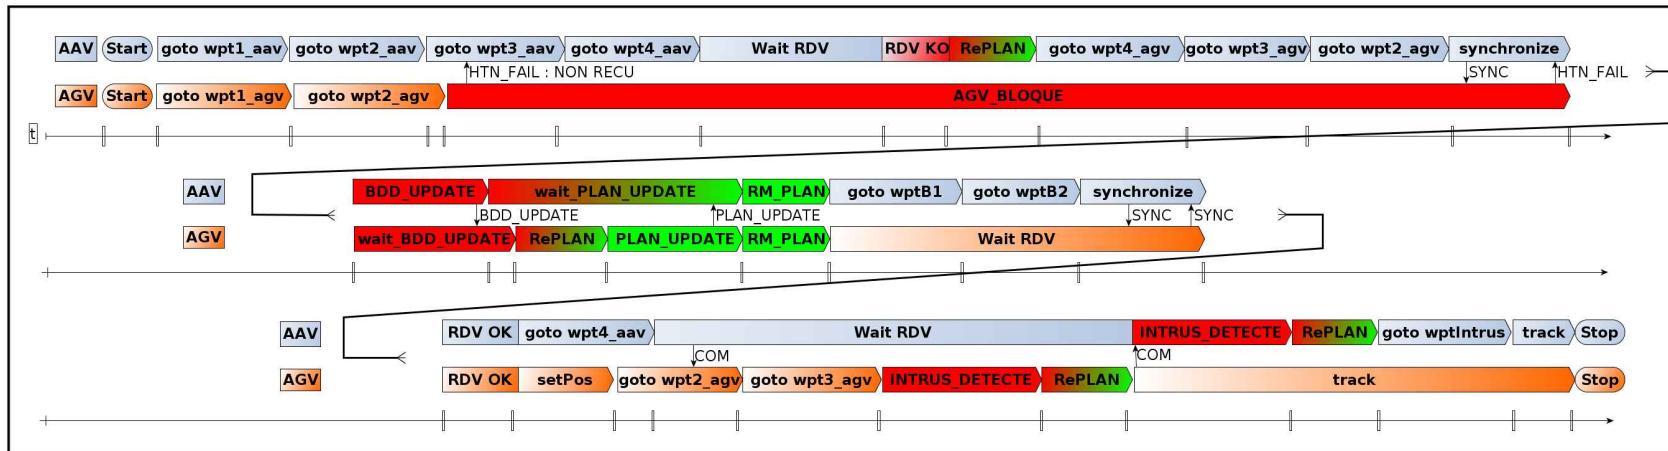 AAV Start goto wpt1_aav goto wpt2_aav goto wpt3_aav goto wpt4_aav Wait RDV RDV KO RePLAN goto wpt4_agv goto wpt3_agv goto wpt2_agv synchronize
HTN_FAIL : NON RECU SYNC HTN_FAIL
AGV Start goto wpt1_agv goto wpt2_agv AGV_BLOQUE
t
AAV BDD_UPDATE wait_PLAN_UPDATE RM_PLAN goto wptB1 goto wptB2 synchronize
BDD_UPDATE PLAN_UPDATE SYNC SYNC
AGV wait_BDD_UPDATE RePLAN PLAN_UPDATE RM_PLAN Wait RDV
AAV RDV OK goto wpt4_aav Wait RDV INTRUS_DETECTE RePLAN goto wptIntrus track Stop
COM COM
AGV RDV OK setPos goto wpt2_agv goto wpt3_agv INTRUS_DETECTE RePLAN track Stop